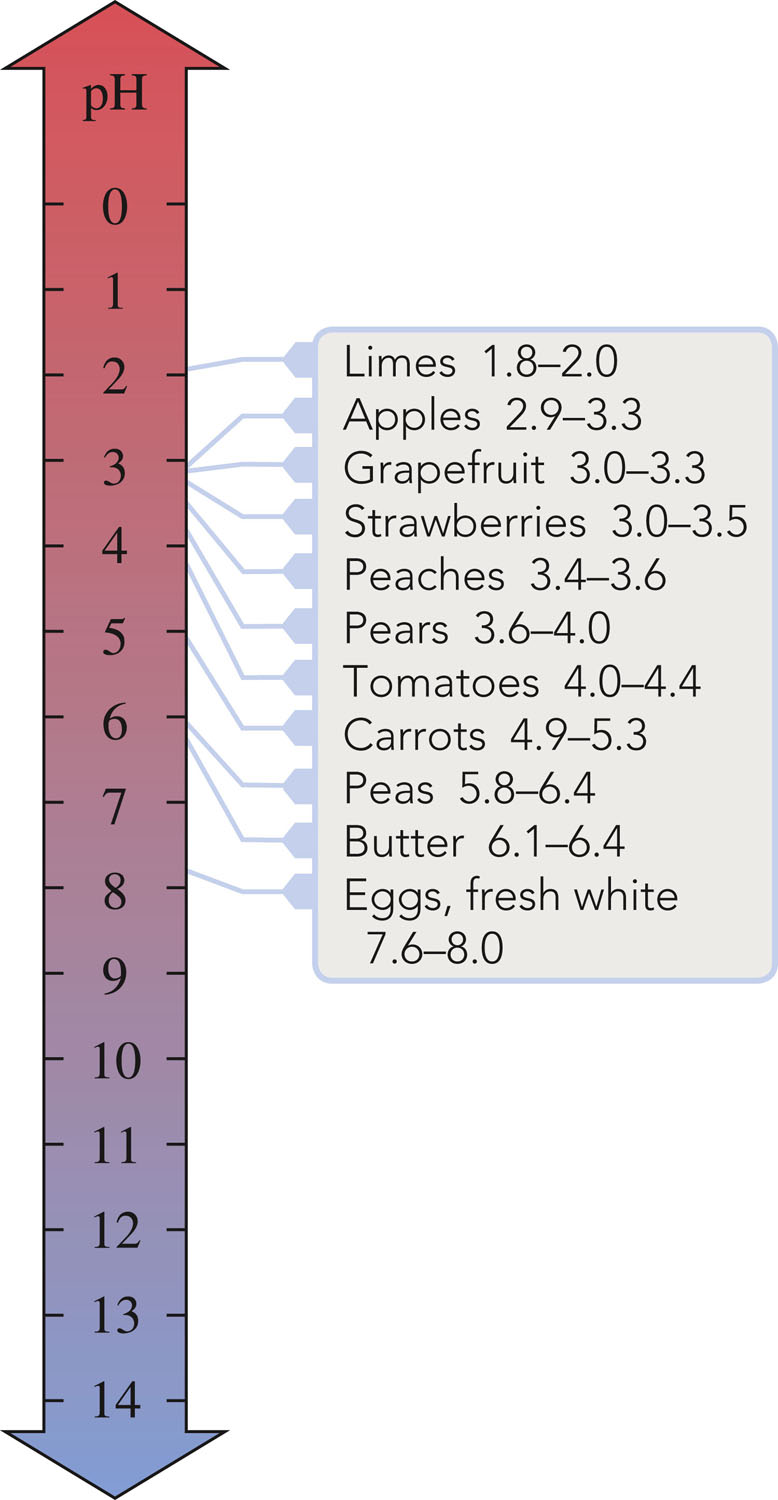 pH
0
1
2
3
4
5
6
7
8
9
10
11
12
13
14
Limes 1.8–2.0
Apples 2.9–3.3
Grapefruit 3.0–3.3
Strawberries 3.0–3.5
Peaches 3.4–3.6
Pears 3.6–4.0
Tomatoes 4.0–4.4
Carrots 4.9–5.3
Peas 5.8–6.4
Butter 6.1–6.4
Eggs, fresh white
7.6–8.0